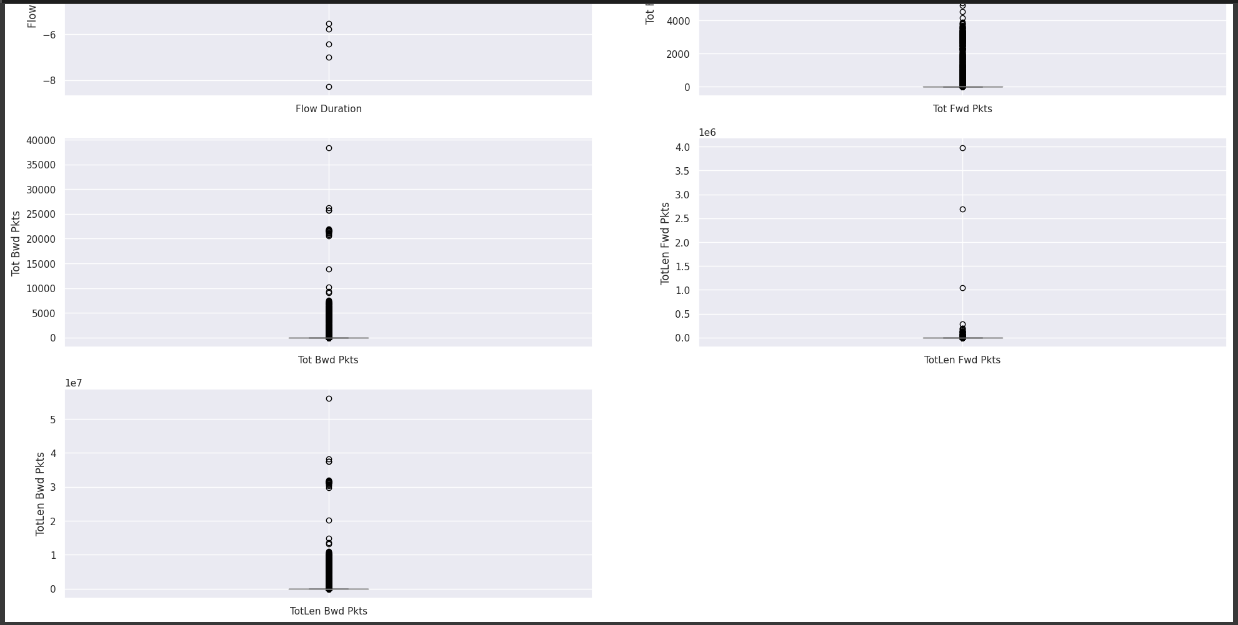 Flow
−6
−8
Flow Duration
Tot
4000
2000
0
Tot Fwd Pkts
40000
35000
30000
25000
20000
15000
10000
5000
0
Tot Bwd Pkts
Tot Bwd Pkts
1e6
4.0
3.5
3.0
2.5
2.0
1.5
1.0
0.5
0.0
TotLen Fwd Pkts
TotLen Fwd Pkts
1e7
5
4
3
2
1
0
TotLen Bwd Pkts
TotLen Bwd Pkts